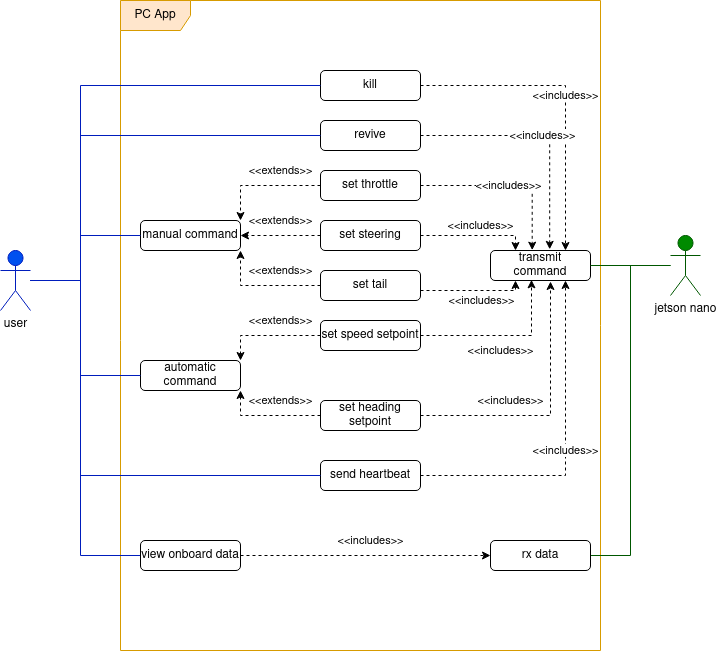 PC App
kill
<<includes>>
revive
<<includes>>
<<extends>>
set throttle
<<includes>>
manual command
<<extends>>
set steering
<<includes>>
transmit
command
<<extends>>
set tail
<<includes>>
user
jetson nano
<<extends>>
set speed setpoint
<<includes>>
automatic
command
<<extends>>
set heading
setpoint
<<includes>>
send heartbeat
<<includes>>
view onboard data
<<includes>>
rx data